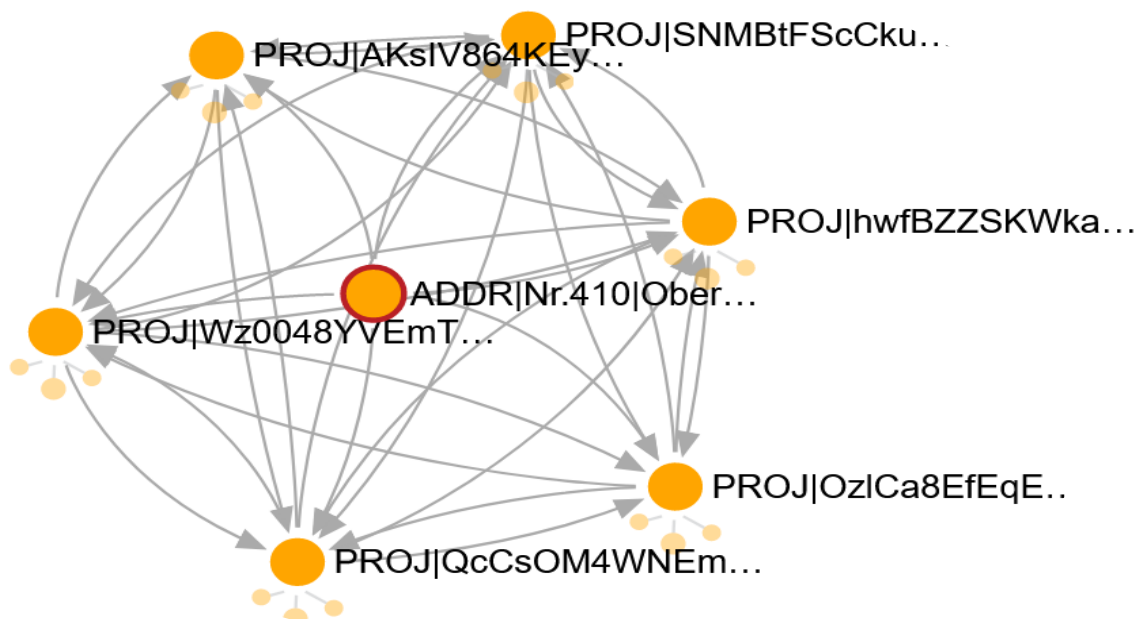 PROJ|AKsIV864KEy…
PROJ|SNMBtFScCku…
PROJ|hwfBZZSKWka…
ADDR|Nr.410|Ober…
PROJ|Wz0048YVEmT…
PROJ|OzlCa8EfEqE..
PROJ|QcCsOM4WNEm…